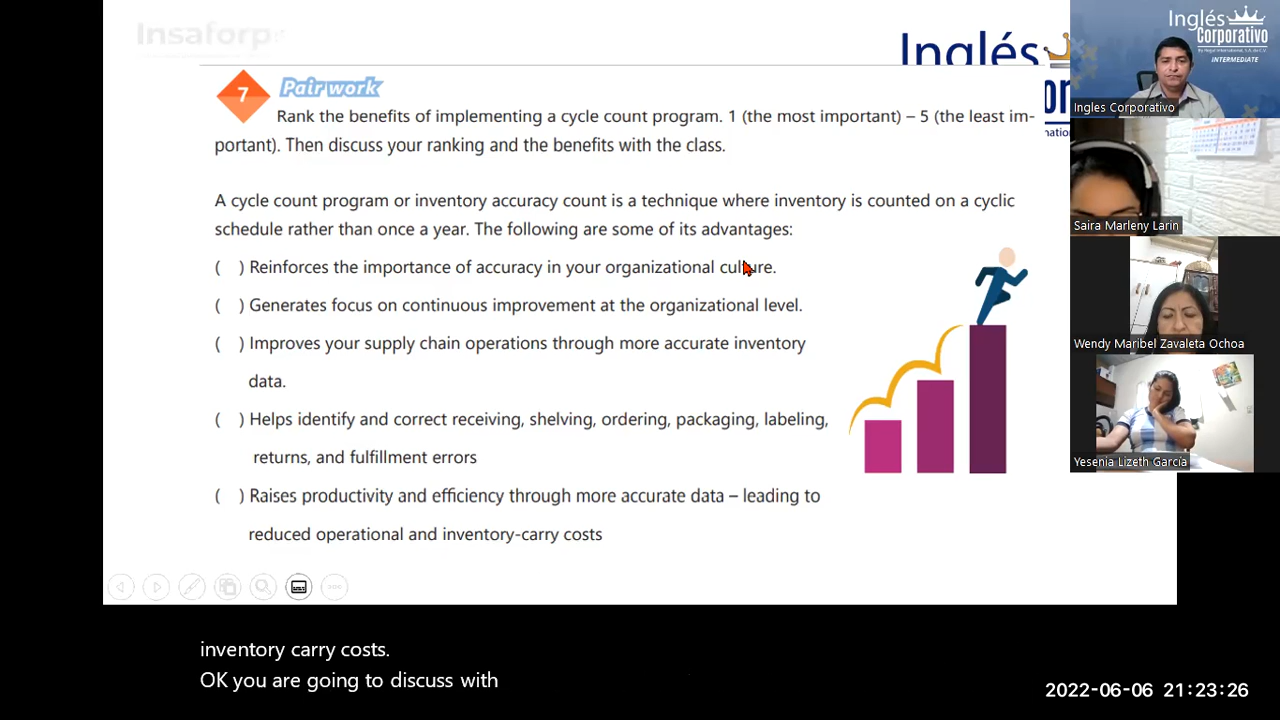 Insaforp
Inglés
7
Pair work
Rank the benefits of implementing a cycle count program. 1 (the most important) – 5 (the least im-
portant). Then discuss your ranking and the benefits with the class.
A cycle count program or inventory accuracy count is a technique where inventory is counted on a cyclic
schedule rather than once a year. The following are some of its advantages:
( ) Reinforces the importance of accuracy in your organizational culture.
( ) Generates focus on continuous improvement at the organizational level.
( ) Improves your supply chain operations through more accurate inventory
data.
( ) Helps identify and correct receiving, shelving, ordering, packaging, labeling,
returns, and fulfillment errors
( ) Raises productivity and efficiency through more accurate data – leading to
reduced operational and inventory-carry costs
Inglés
Corporativo
INTERMEDIATE
Ingles Corporativo
Saira Marleny Larin
Wendy Maribel Zavaleta Ochoa
Yesenia Lizeth García
inventory carry costs.
OK you are going to discuss with
2022-06-06 21:23:26